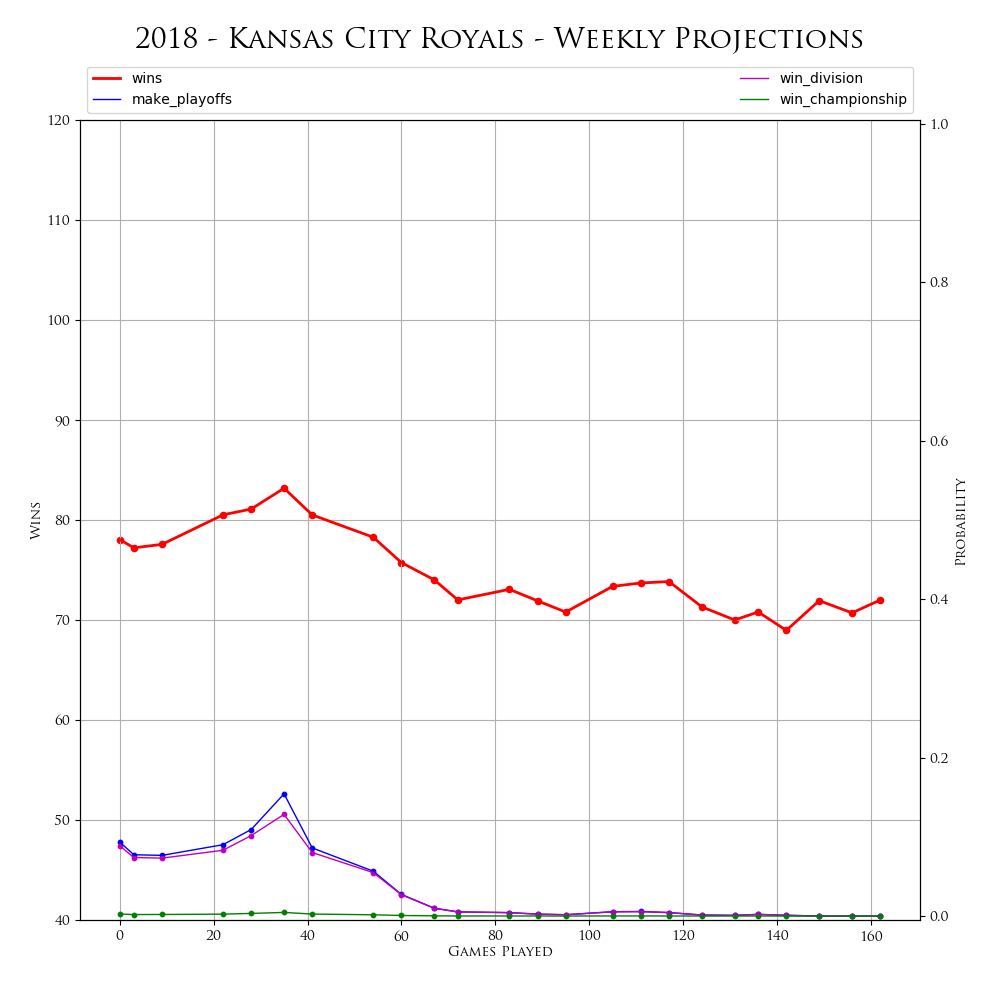 2018 - Kansas City Royals - Weekly Projections
wins
make_playoffs
win_division
win_championship
120
110
100
90
80
70
60
50
40
Wins
1.0
0.8
0.6
0.4
0.2
0.0
Probability
0 20 40 60 80 100 120 140 160
Games Played